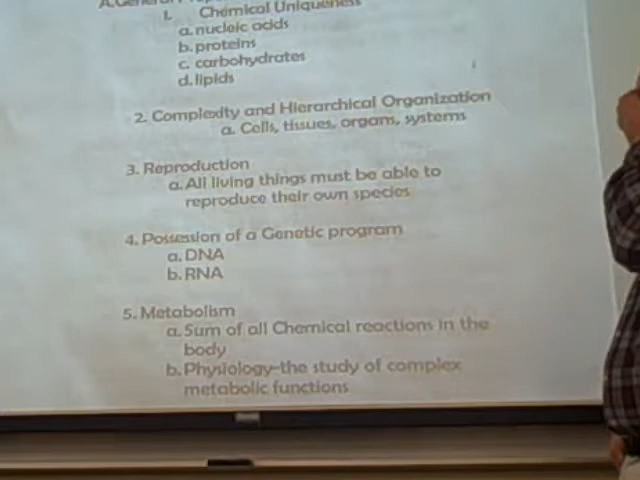 A. General
1. Chemical Uniqueness
a. nucleic acids
b. proteins
c. carbohydrates
d. lipids
2. Complexity and Hierarchical Organization
a. Cells, tissues, organs, systems
3. Reproduction
a. All living things must be able to
reproduce their own species
4. Possession of a Genetic program
a. DNA
b. RNA
5. Metabolism
a. Sum of all Chemical reactions in the
body
b. Physiology-the study of complex
metabolic functions